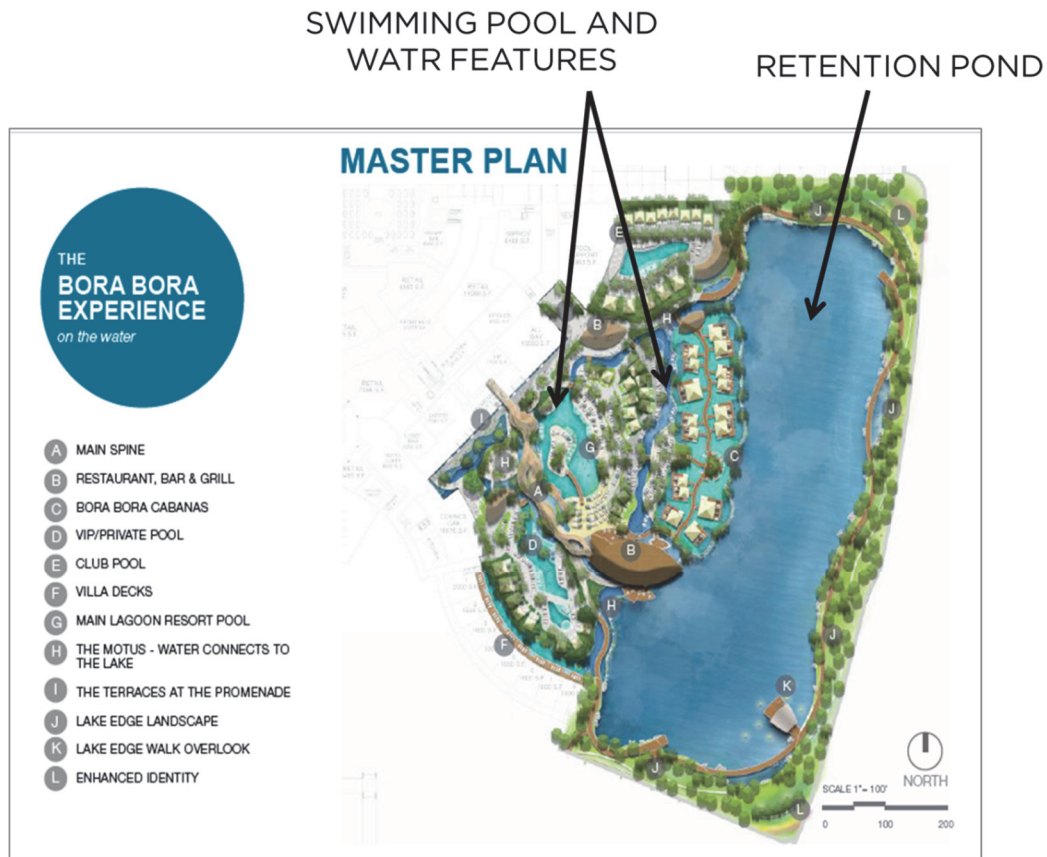 SWIMMING POOL AND
WATR FEATURES
RETENTION POND
MASTER PLAN
THE
BORA BORA
EXPERIENCE
on the water
A MAIN SPINE
B RESTAURANT, BAR & GRILL
C BORA BORA CABANAS
D VIP/PRIVATE POOL
E CLUB POOL
F VILLA DECKS
G MAIN LAGOON RESORT POOL
H THE MOTUS - WATER CONNECTS TO
THE LAKE
I THE TERRACES AT THE PROMENADE
J LAKE EDGE LANDSCAPE
K LAKE EDGE WALK OVERLOOK
L ENHANCED IDENTITY
J
L
E
B
H
I
J
G
H
C
A
D
B
H
J
F
K
J
L
NORTH
SCALE 1"= 100'
0 100 200